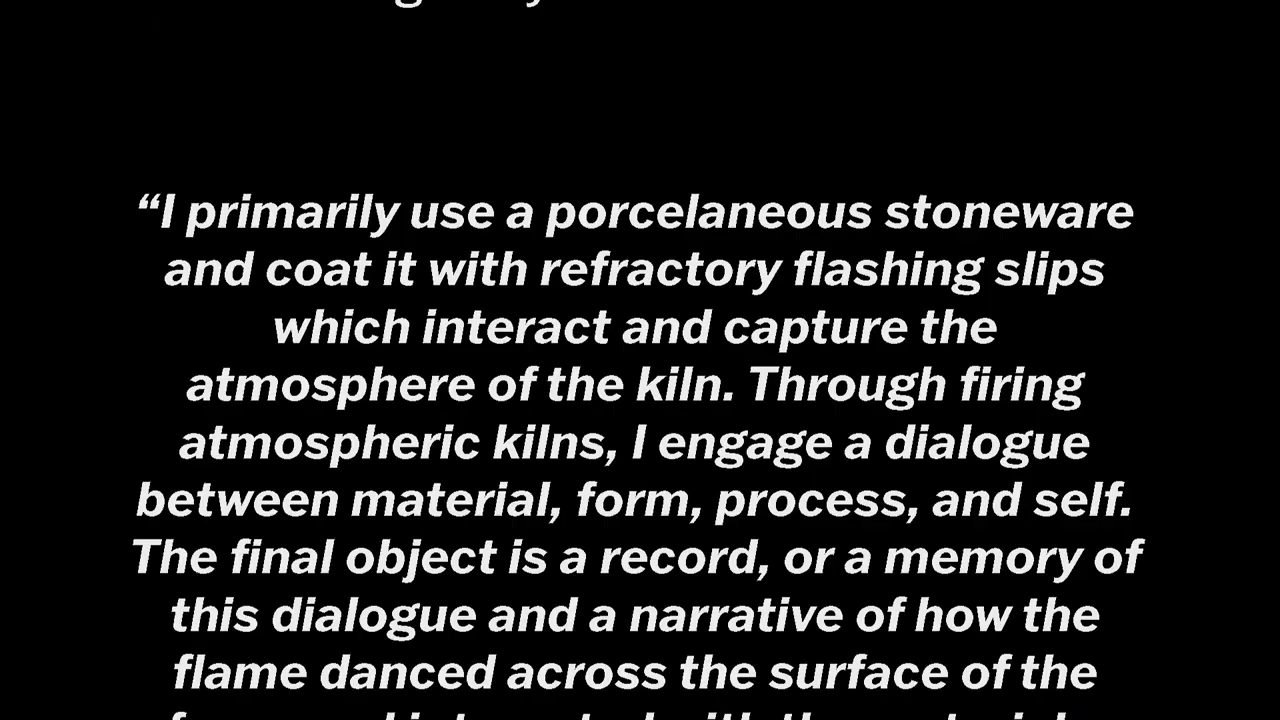 “I primarily use a porcelaneous stoneware
and coat it with refractory flashing slips
which interact and capture the
atmosphere of the kiln. Through firing
atmospheric kilns, I engage a dialogue
between material, form, process, and self.
The final object is a record, or a memory of
this dialogue and a narrative of how the
flame danced across the surface of the